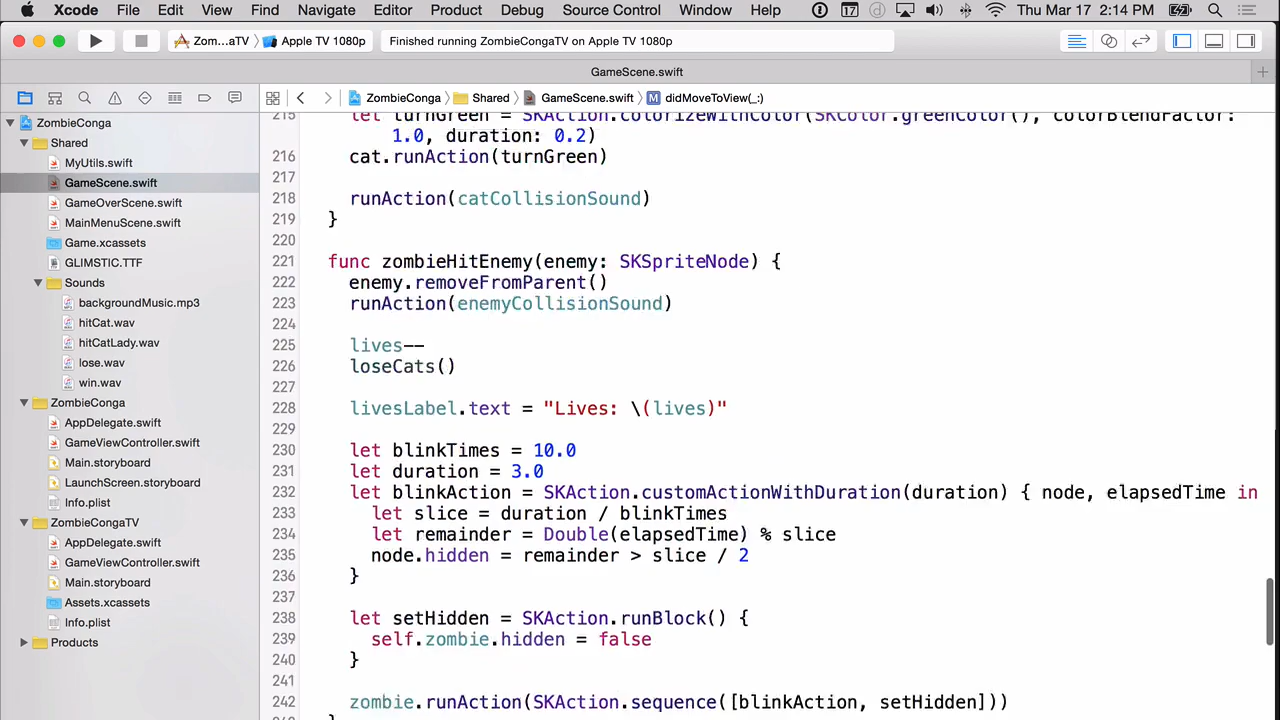 Xcode File Edit View Find Navigate Editor Product Debug Source Control Window Help 17 Thu Mar 17 2:14 PM
Zom...aTV Apple TV 1080p Finished running ZombieCongaTV on Apple TV 1080p
GameScene.swift
ZombieConga Shared GameScene.swift M didMoveToView(_:)
ZombieConga
Shared
MyUtils.swift
GameScene.swift
GameOverScene.swift
MainMenuScene.swift
Game.xcassets
GLIMSTIC.TTF
Sounds
backgroundMusic.mp3
hitCat.wav
hitCatLady.wav
lose.wav
win.wav
ZombieConga
AppDelegate.swift
GameViewController.swift
Main.storyboard
LaunchScreen.storyboard
Info.plist
ZombieCongaTV
AppDelegate.swift
GameViewController.swift
Main.storyboard
Assets.xcassets
Info.plist
Products
215 let turnGreen = SKAction.colorizeWithColor(SKColor.greenColor(), colorBlendFactor:
1.0, duration: 0.2)
216 cat.runAction(turnGreen)
217
218 runAction(catCollisionSound)
219 }
220
221 func zombieHitEnemy(enemy: SKSpriteNode) {
222 enemy.removeFromParent()
223 runAction(enemyCollisionSound)
224
225 lives--
226 loseCats()
227
228 livesLabel.text = "Lives: \(lives)"
229
230 let blinkTimes = 10.0
231 let duration = 3.0
232 let blinkAction = SKAction.customActionWithDuration(duration) { node, elapsedTime in
233 let slice = duration / blinkTimes
234 let remainder = Double(elapsedTime) % slice
235 node.hidden = remainder > slice / 2
236 }
237
238 let setHidden = SKAction.runBlock() {
239 self.zombie.hidden = false
240 }
241
242 zombie.runAction(SKAction.sequence([blinkAction, setHidden]))